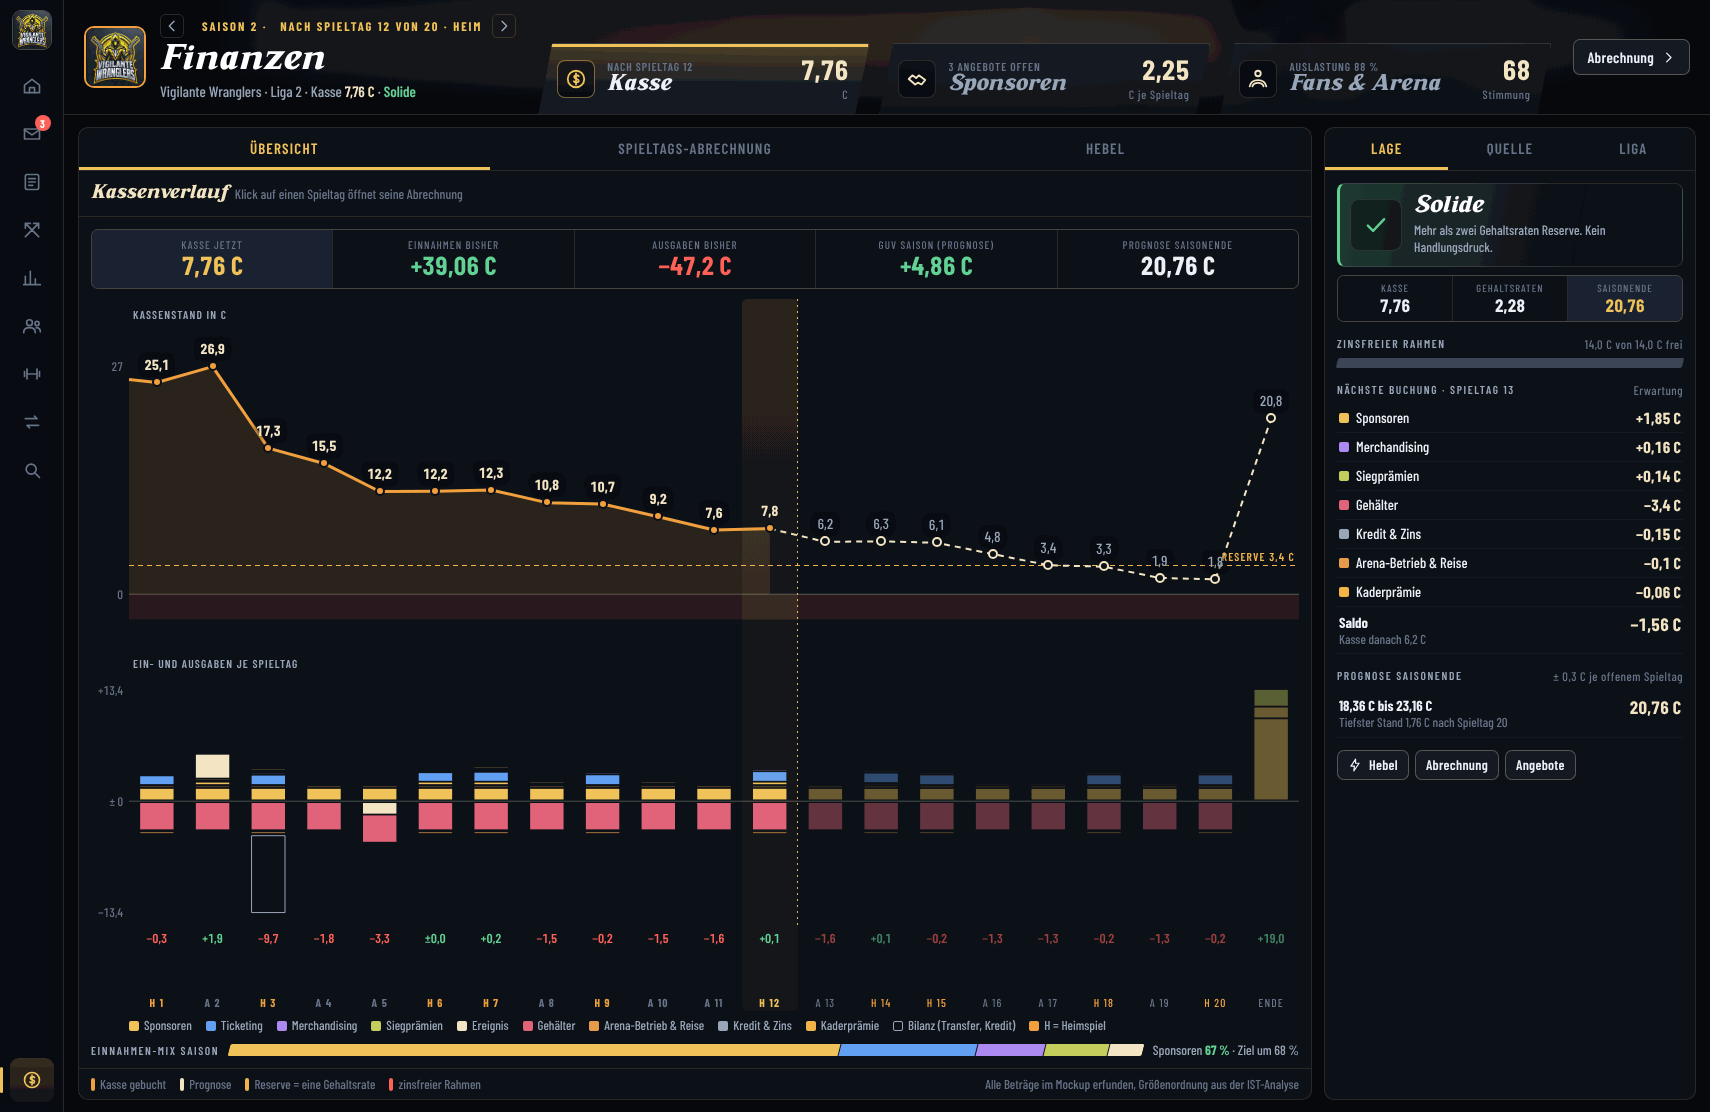 SAISON 2 · NACH SPIELTAG 12 VON 20 · HEIM
Finanzen
Vigilante Wranglers · Liga 2 · Kasse 7,76 C · Solide
VIGILANTE
WRANGLERS
NACH SPIELTAG 12
Kasse
7,76
C
3 ANGEBOTE OFFEN
Sponsoren
2,25
C je Spieltag
AUSLASTUNG 88 %
Fans & Arena
68
Stimmung
Abrechnung
3
ÜBERSICHT
SPIELTAGS-ABRECHNUNG
HEBEL
Kassenverlauf Klick auf einen Spieltag öffnet seine Abrechnung
KASSE JETZT
7,76 C
EINNAHMEN BISHER
+39,06 C
AUSGABEN BISHER
−47,2 C
GUV SAISON (PROGNOSE)
+4,86 C
PROGNOSE SAISONENDE
20,76 C
KASSENSTAND IN C
27
0
25,1 26,9 17,3 15,5 12,2 12,2 12,3 10,8 10,7 9,2 7,6 7,8 6,2 6,3 6,1 4,8 3,4 3,3 1,9 1,8 20,8
RESERVE 3,4 C
EIN- UND AUSGABEN JE SPIELTAG
+13,4
±0
−13,4
−0,3 +1,9 −9,7 −1,8 −3,3 ±0,0 +0,2 −1,5 −0,2 −1,5 −1,6 +0,1 −1,6 +0,1 −0,2 −1,3 −1,3 −0,2 −1,3 −0,2 +19,0
H 1 A 2 H 3 A 4 A 5 H 6 H 7 A 8 H 9 A 10 A 11 H 12 A 13 H 14 H 15 A 16 A 17 H 18 A 19 H 20 ENDE
Sponsoren Ticketing Merchandising Siegprämien Ereignis Gehälter Arena-Betrieb & Reise Kredit & Zins Kaderprämie Bilanz (Transfer, Kredit) H = Heimspiel
EINNAHMEN-MIX SAISON
Sponsoren 67 % · Ziel um 68 %
Kasse gebucht Prognose Reserve = eine Gehaltsrate zinsfreier Rahmen
Alle Beträge im Mockup erfunden, Größenordnung aus der IST-Analyse
LAGE
QUELLE
LIGA
Solide
Mehr als zwei Gehaltsraten Reserve. Kein
Handlungsdruck.
KASSE
7,76
GEHALTSRATEN
2,28
SAISONENDE
20,76
ZINSFREIER RAHMEN
14,0 C von 14,0 C frei
NÄCHSTE BUCHUNG · SPIELTAG 13
Erwartung
Sponsoren +1,85 C
Merchandising +0,16 C
Siegprämien +0,14 C
Gehälter −3,4 C
Kredit & Zins −0,15 C
Arena-Betrieb & Reise −0,1 C
Kaderprämie −0,06 C
Saldo
−1,56 C
Kasse danach 6,2 C
PROGNOSE SAISONENDE
± 0,3 C je offenem Spieltag
18,36 C bis 23,16 C
20,76 C
Tiefster Stand 1,76 C nach Spieltag 20
Hebel
Abrechnung
Angebote